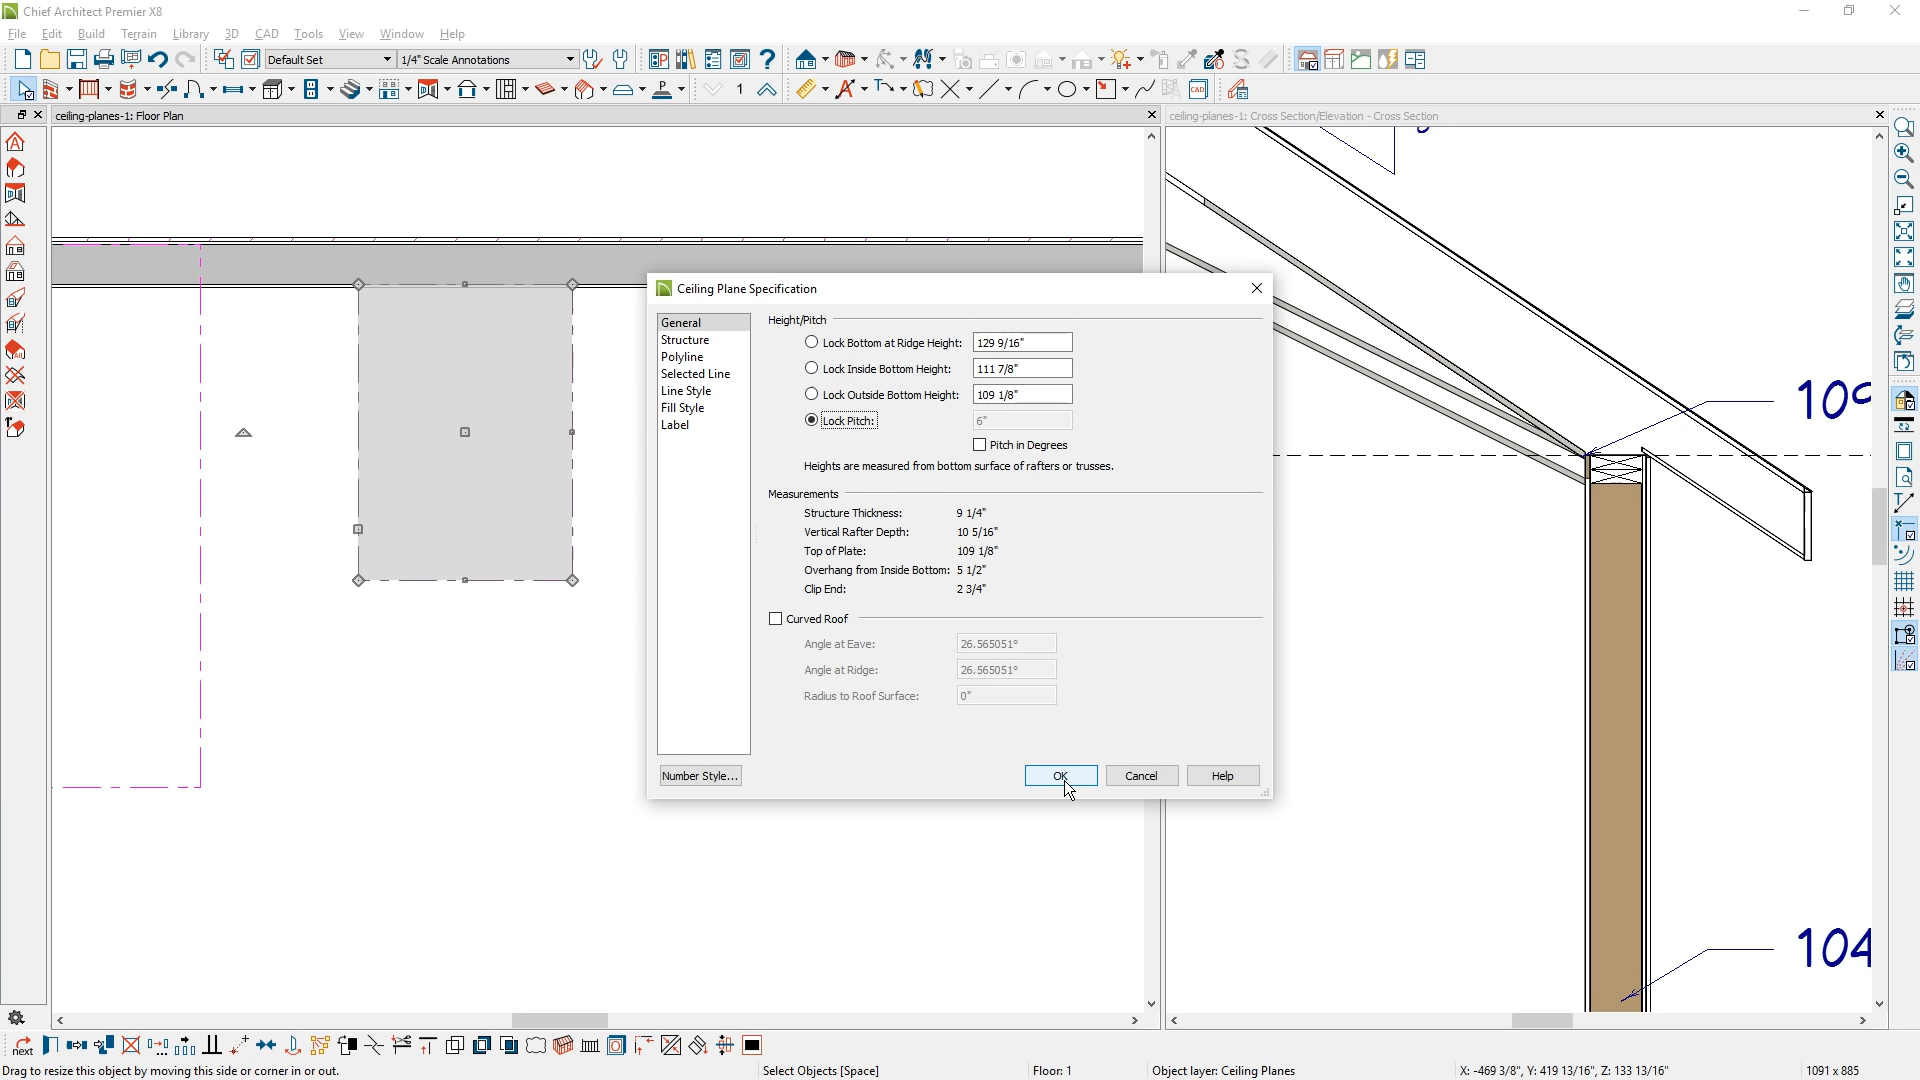 Chief Architect Premier X8
File Edit Build Terrain Library 3D CAD Tools Window View Help
Default Set 1/4" Scale Annotations
1 CAD
ceiling-planes-1: Floor Plan
ceiling-planes-1: Cross Section/Elevation - Cross Section
Ceiling Plane Specification
General
Structure
Polyline
Selected Line
Line Style
Fill Style
Label
Height/Pitch
Lock Bottom at Ridge Height: 129 9/16"
Lock Inside Bottom Height: 111 7/8"
Lock Outside Bottom Height: 109 1/8"
Lock Pitch: 6"
Pitch in Degrees
Heights are measured from bottom surface of rafters or trusses.
Measurements
Structure Thickness: 9 1/4"
Vertical Rafter Depth: 10 5/16"
Top of Plate: 109 1/8"
Overhang from Inside Bottom: 5 1/2"
Clip End: 2 3/4"
Curved Roof
Angle at Eave: 26.565051°
Angle at Ridge: 26.565051°
Radius to Roof Surface: 0"
Number Style... OK Cancel Help
109
104
next
Drag to resize this object by moving this side or corner in or out. Select Objects [Space] Floor: 1 Object layer: Ceiling Planes X: -469 3/8", Y: 419 13/16", Z: 133 13/16" 1091 x 885